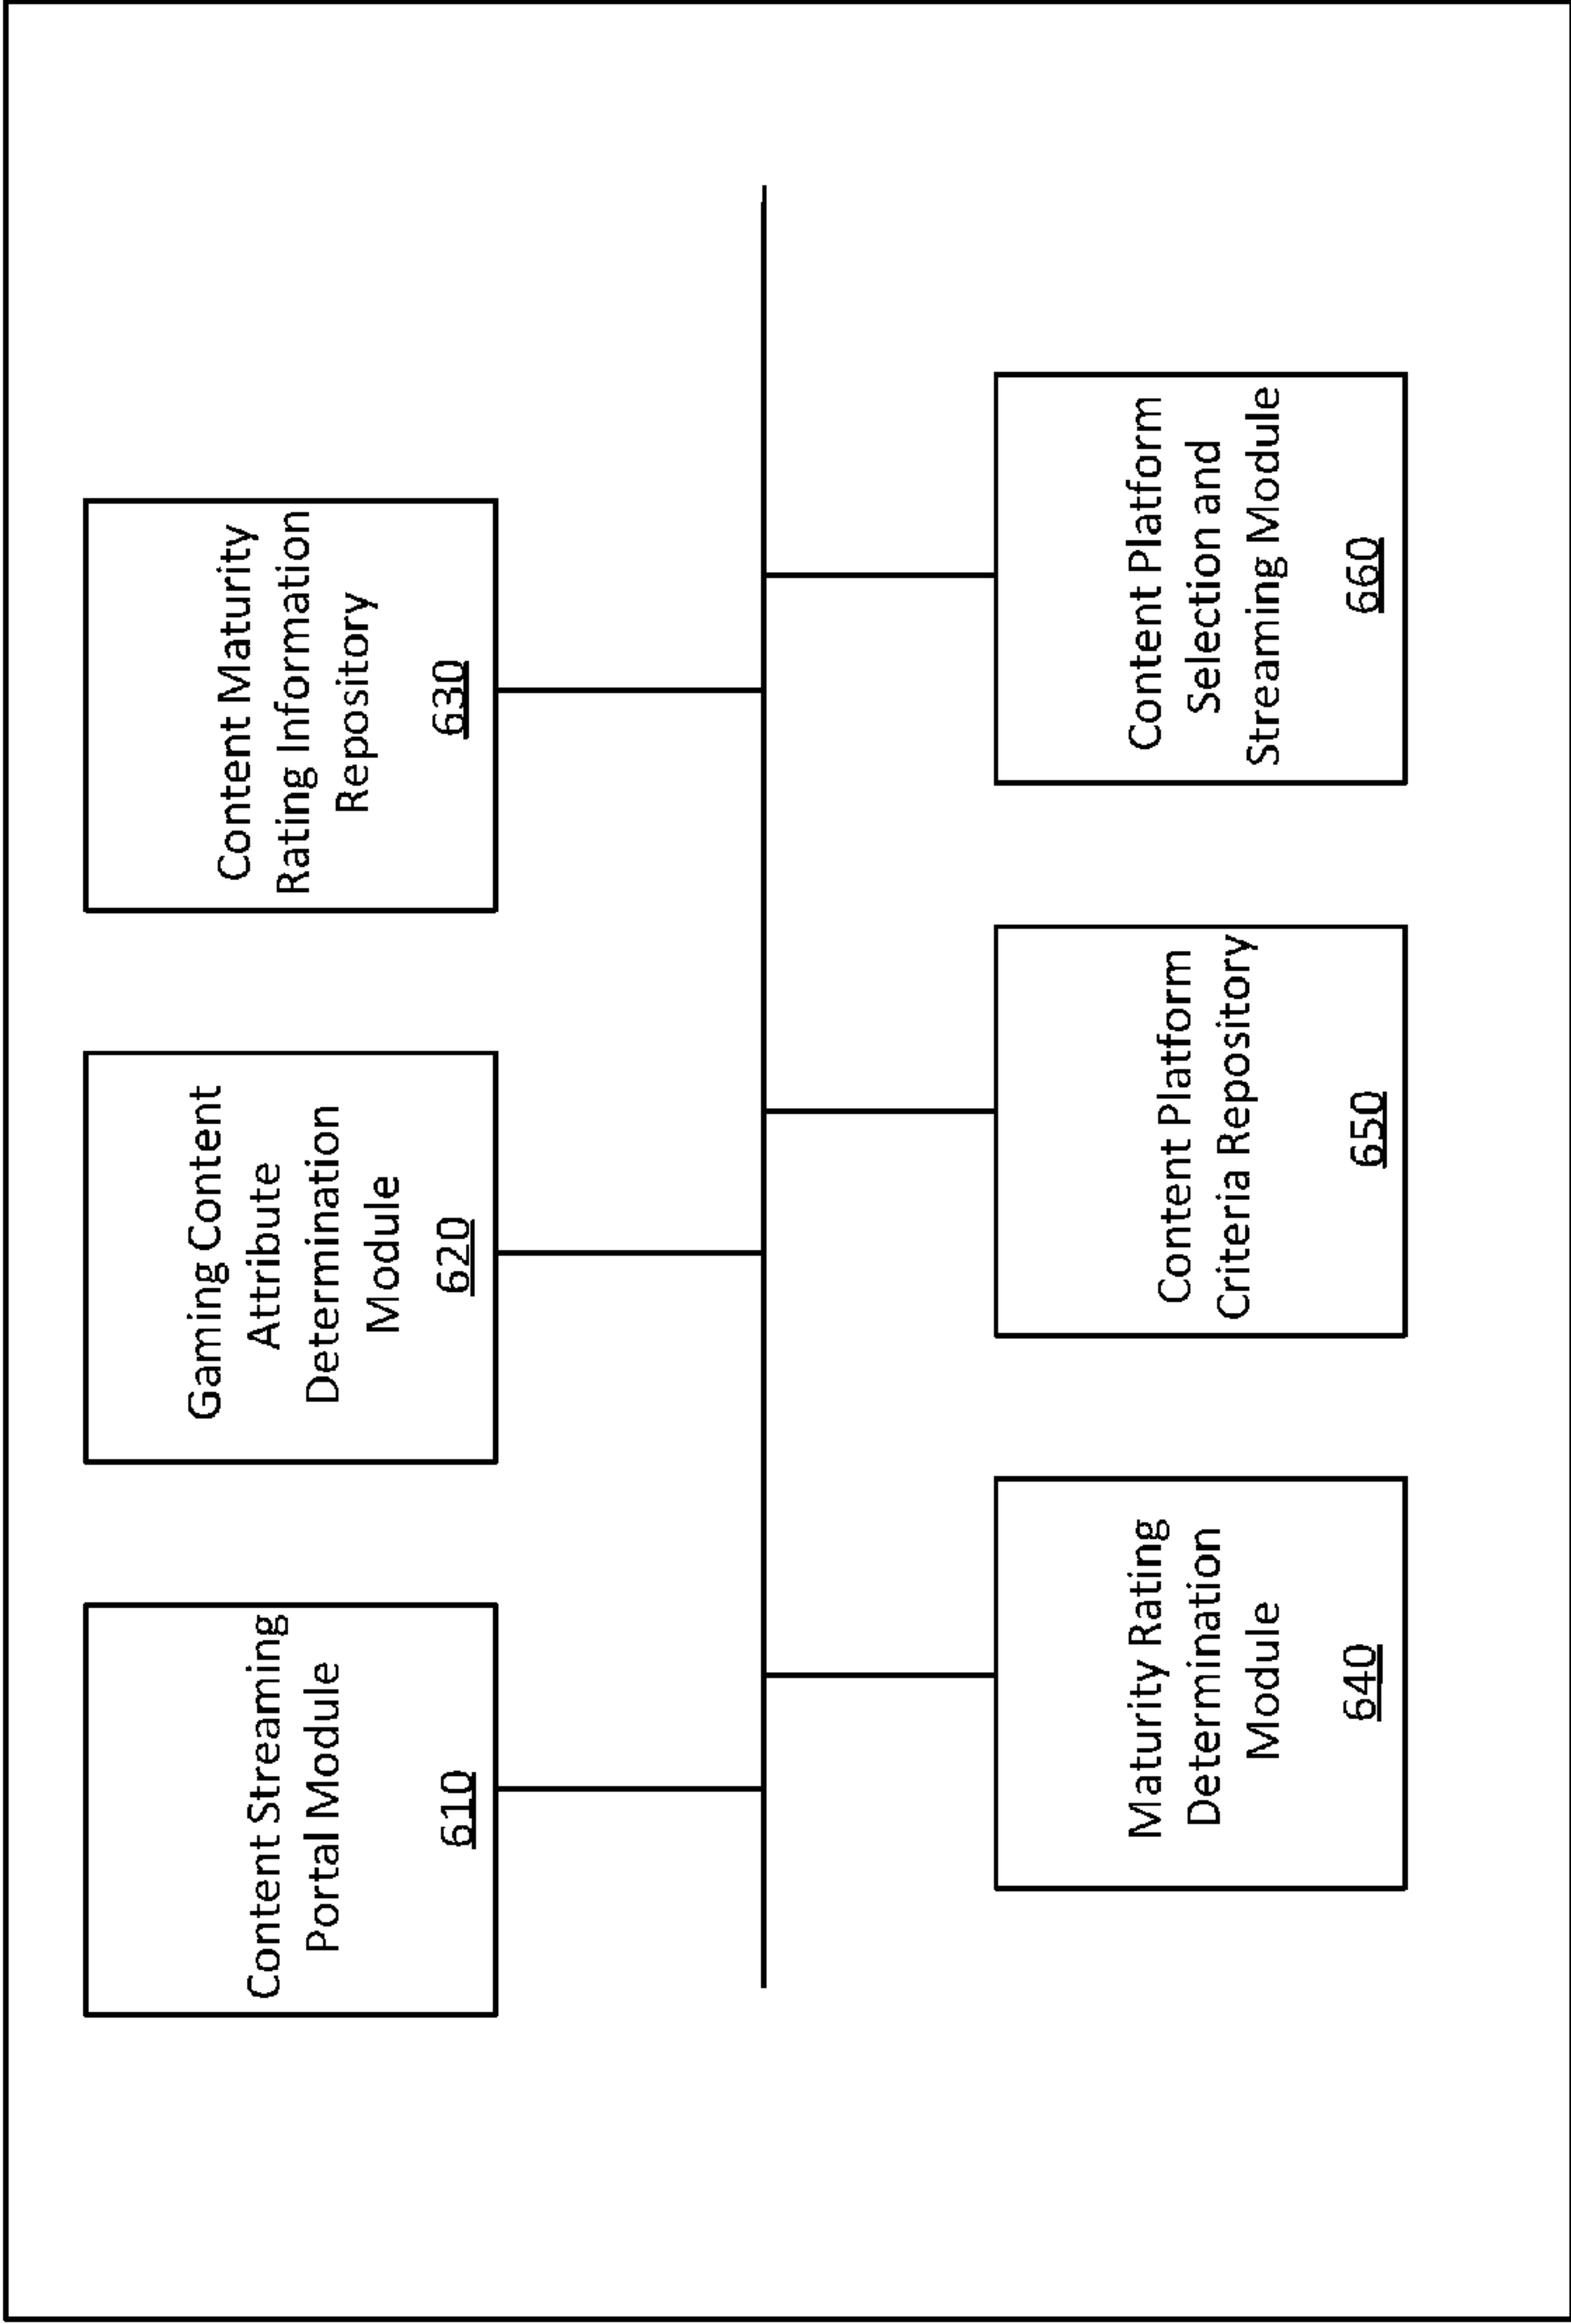 Content Streaming
Portal Module
610
Gaming Content
Attribute
Determination
Module
620
Content Maturity
Rating Information
Repository
630
Maturity Rating
Determination
Module
640
Content Platform
Criteria Repository
650
Content Platform
Selection and
Streaming Module
660